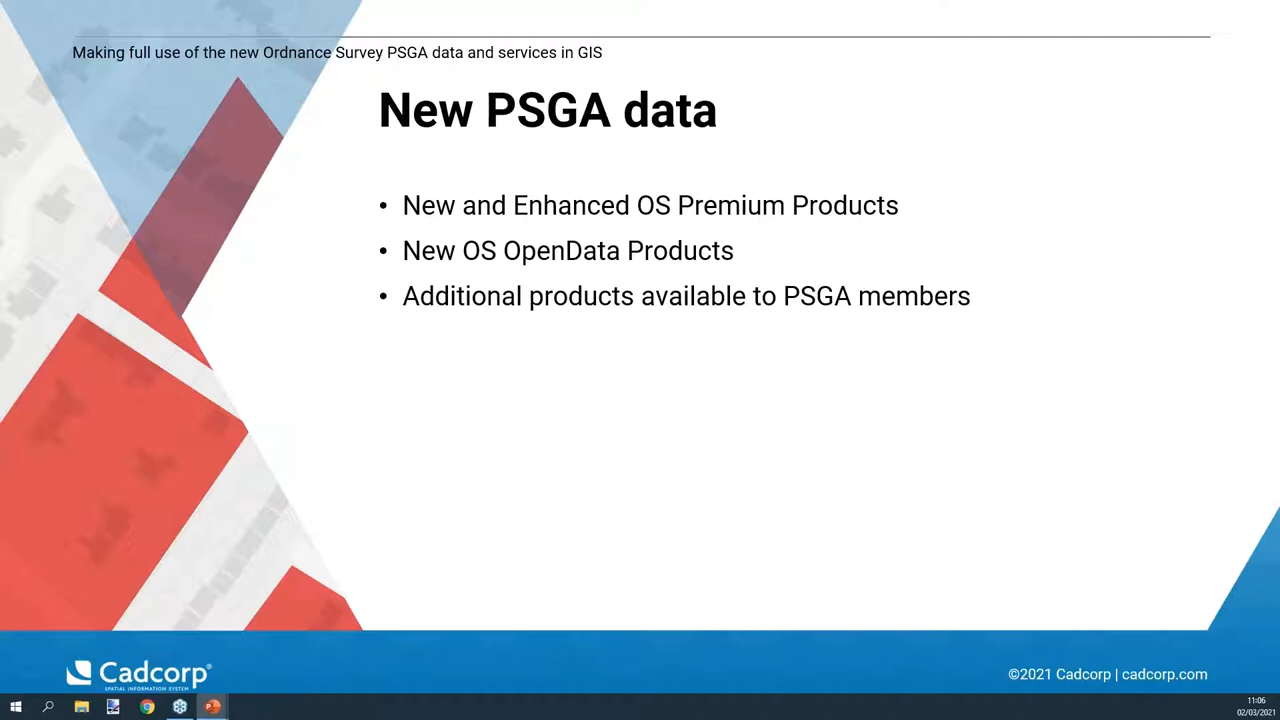 Making full use of the new Ordnance Survey PSGA data and services in GIS
New PSGA data
• New and Enhanced OS Premium Products
• New OS OpenData Products
• Additional products available to PSGA members
Cadcorp®
SPATIAL INFORMATION SYSTEM
©2021 Cadcorp | cadcorp.com
11:06
02/03/2021